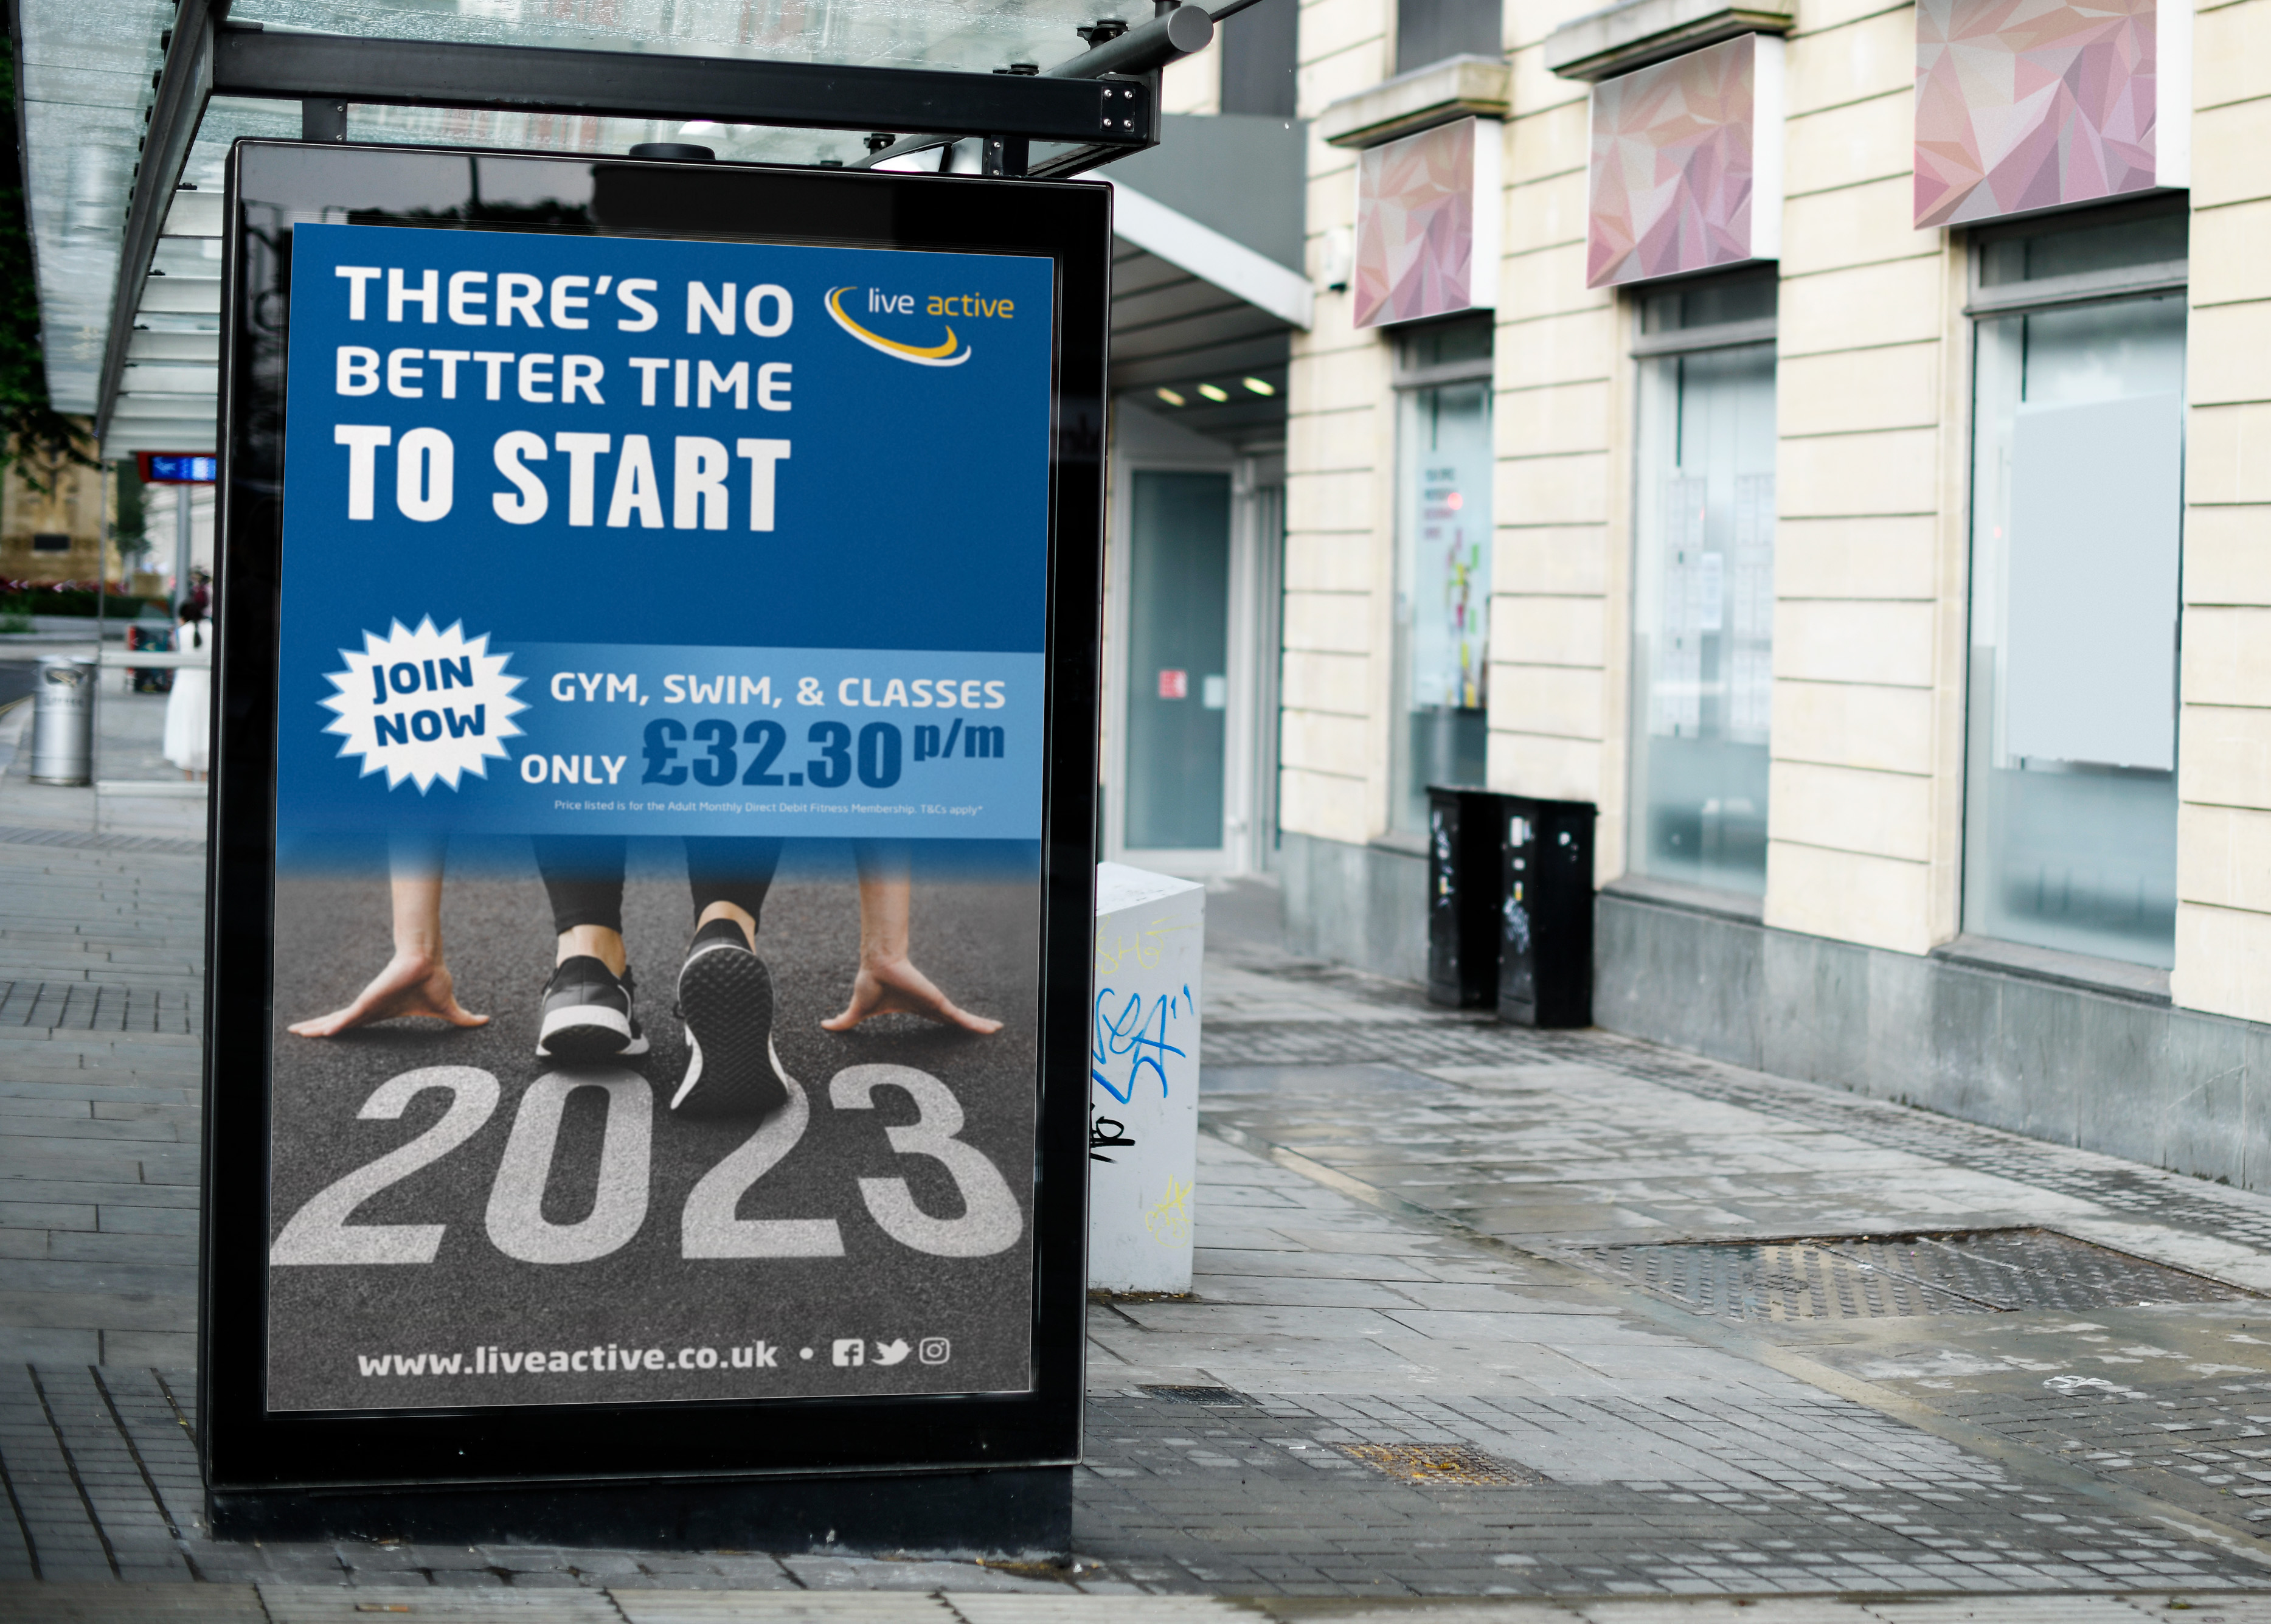 THERE'S NO
BETTER TIME
TO START
live active
JOIN
NOW
GYM, SWIM, & CLASSES
ONLY £32.30 p/m
Price listed is for the Adult Monthly Direct Debit Fitness Membership. T&Cs apply*
2023
www.liveactive.co.uk •